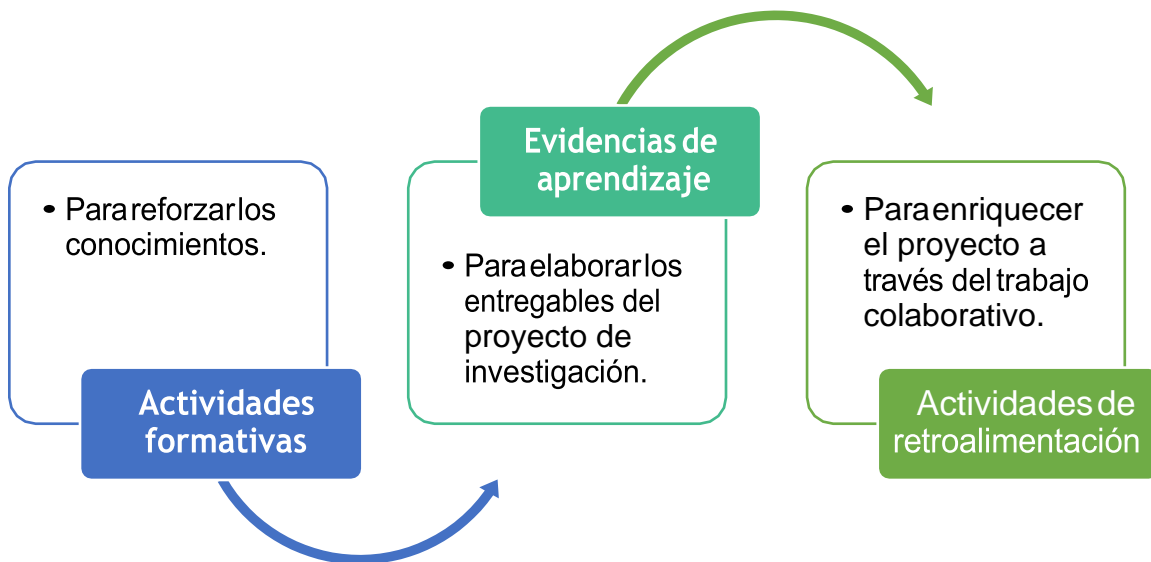 • Para reforzar los
conocimientos.
Actividades
formativas
Evidencias de
aprendizaje
• Para elaborar los
entregables del
proyecto de
investigación.
• Para enriquecer
el proyecto a
través del trabajo
colaborativo.
Actividades de
retroalimentación